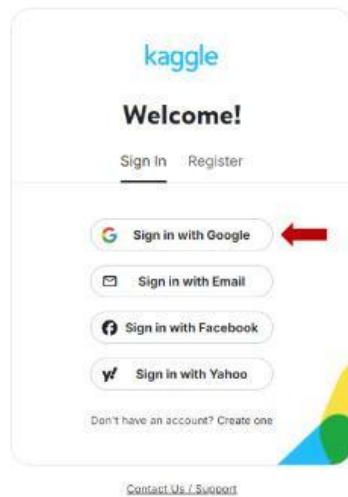 kaggle
Welcome!
Sign In Register
Sign in with Google
Sign in with Email
Sign in with Facebook
Sign in with Yahoo
Don't have an account? Create one
Contact Us / Support